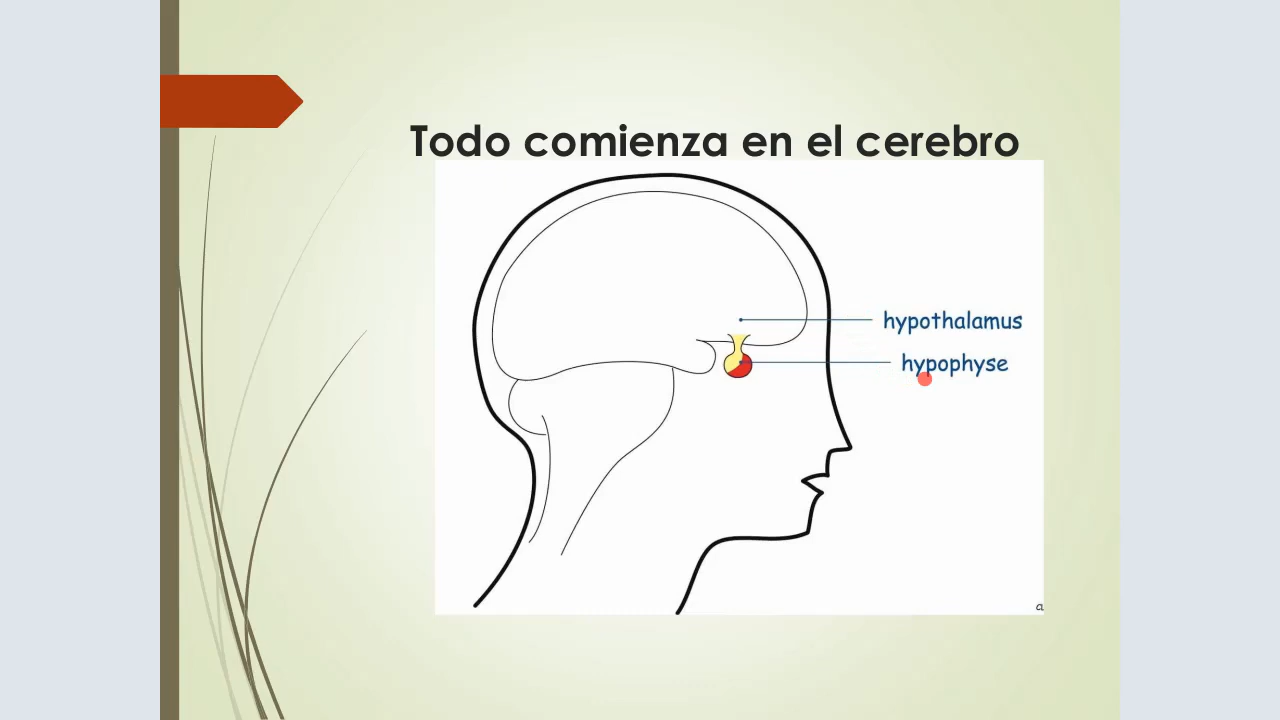 Todo comienza en el cerebro
hypothalamus
hypophyse